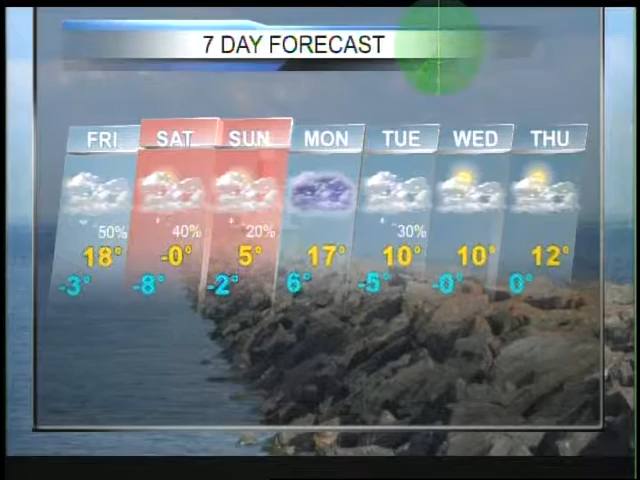 7 DAY FORECAST
FRI SAT SUN MON TUE WED THU
50% 40% 20% 30%
18° -0° 5° 17° 10° 10° 12°
-3° -8° -2° 6° -5° -0° 0°